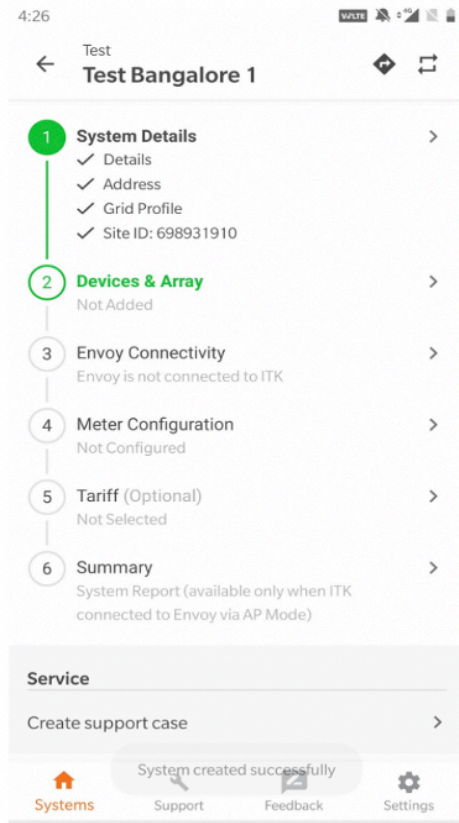 4:26
VoLTE 4G
Test
Test Bangalore 1
1 System Details
Details
Address
Grid Profile
Site ID: 698931910
2 Devices & Array
Not Added
3 Envoy Connectivity
Envoy is not connected to ITK
4 Meter Configuration
Not Configured
5 Tariff (Optional)
Not Selected
6 Summary
System Report (available only when ITK
connected to Envoy via AP Mode)
Service
Create support case
System created successfully
Systems Support Feedback Settings